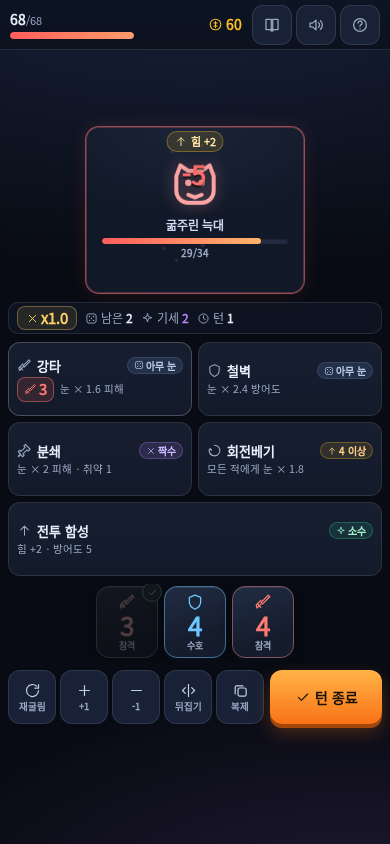 68/68
60
힘 +2
-5
굶주린 늑대
29/34
x1.0 남은 2 기세 2 턴 1
강타 아무 눈
3 눈 × 1.6 피해
철벽 아무 눈
눈 × 2.4 방어도
분쇄 짝수
눈 × 2 피해 · 취약 1
회전베기 4 이상
모든 적에게 눈 × 1.8
전투 함성 소수
힘 +2 · 방어도 5
3
참격
4
수호
4
참격
재굴림
+1
-1
뒤집기
복제
턴 종료